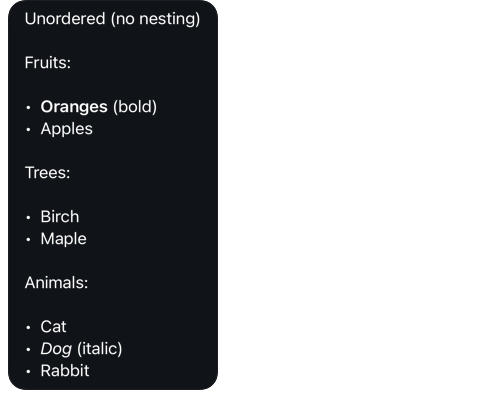 Unordered (no nesting)
Fruits:
• Oranges (bold)
• Apples
Trees:
• Birch
• Maple
Animals:
• Cat
• Dog (italic)
• Rabbit